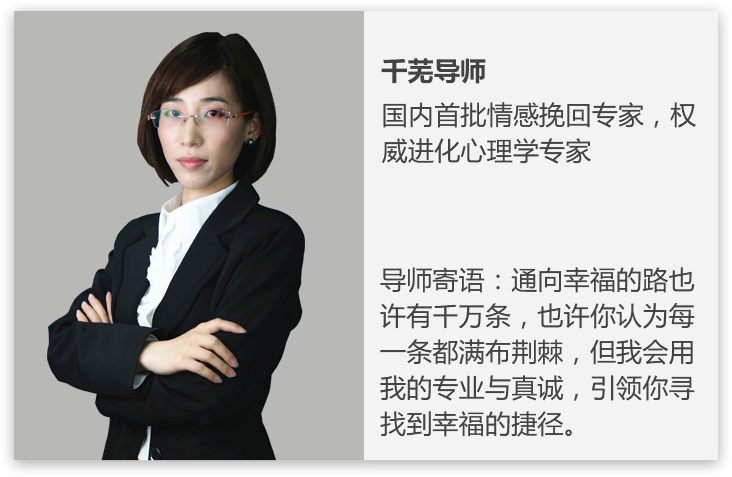 千芜导师
国内首批情感挽回专家，权
威进化心理学专家
导师寄语：通向幸福的路也
许有千万条，也许你认为每
一条都满布荆棘，但我会用
我的专业与真诚，引领你寻
找到幸福的捷径。